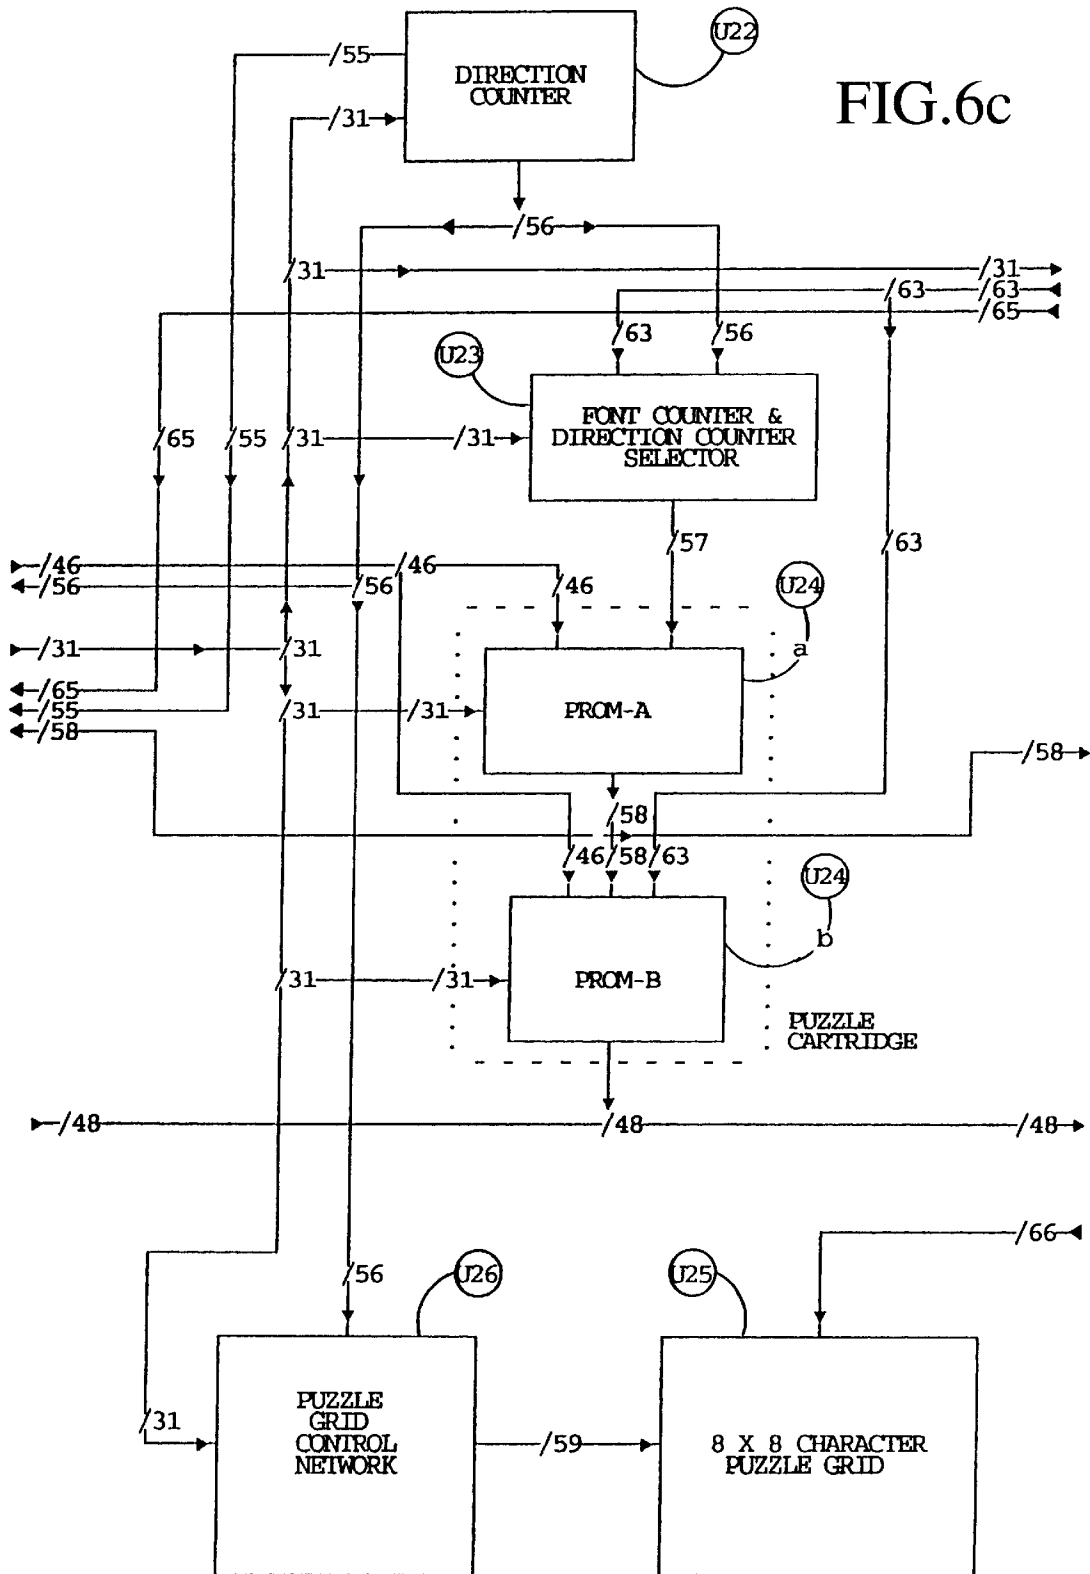 U22
/55
DIRECTION
COUNTER
FIG.6c
/31
/56
/31
/31
/63
/63
/65
/63
/56
U23
FONT COUNTER &
DIRECTION COUNTER
SELECTOR
/65
/55
/31
/31
/57
/63
/46
/46
/56
/56
/46
U24
a
/31
/31
/65
/31
/31
PROM-A
/55
/58
/58
/58
/46
/58
/63
U24
b
/31
/31
PROM-B
PUZZLE
CARTRIDGE
/48
/48
/48
/66
/56
U26
U25
PUZZLE
GRID
CONTROL
NETWORK
/31
/59
8 X 8 CHARACTER
PUZZLE GRID